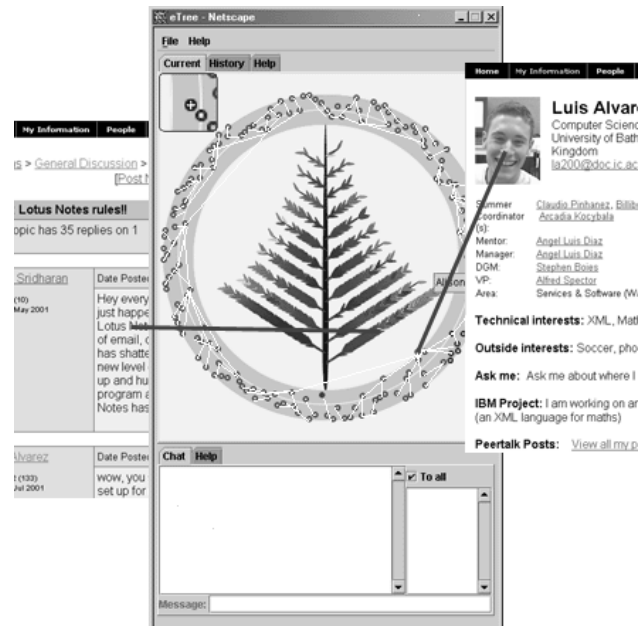 eTree - Netscape
File Help
Current History Help
Alison
Chat Help
To all
Message:
My Information People
> General Discussion >
[Post
Lotus Notes rules!!
opic has 35 replies on 1
Sridharan
Date Poste
(10)
May 2001
Hey every
just happe
Lotus
of email,
has shatte
new level
up and hu
program a
Notes has
Alvarez
Date Poste
(133)
Jul 2001
wow, you
set up for
Home My Information People
Luis Alvar
Computer Scienc
University of Bath
Kingdom
la200@doc.ic.ac
Summer
Coordinator
(s):
Claudio Pinhanez, Billib
Arcadia Kocybala
Mentor: Angel Luis Diaz
Manager: Angel Luis Diaz
DGM: Stephen Boies
VP: Alfred Spector
Area: Services & Software (Wa
Technical interests: XML, Math
Outside interests: Soccer, pho
Ask me: Ask me about where I
IBM Project: I am working on an
(an XML language for maths)
Peertalk Posts: View all my p